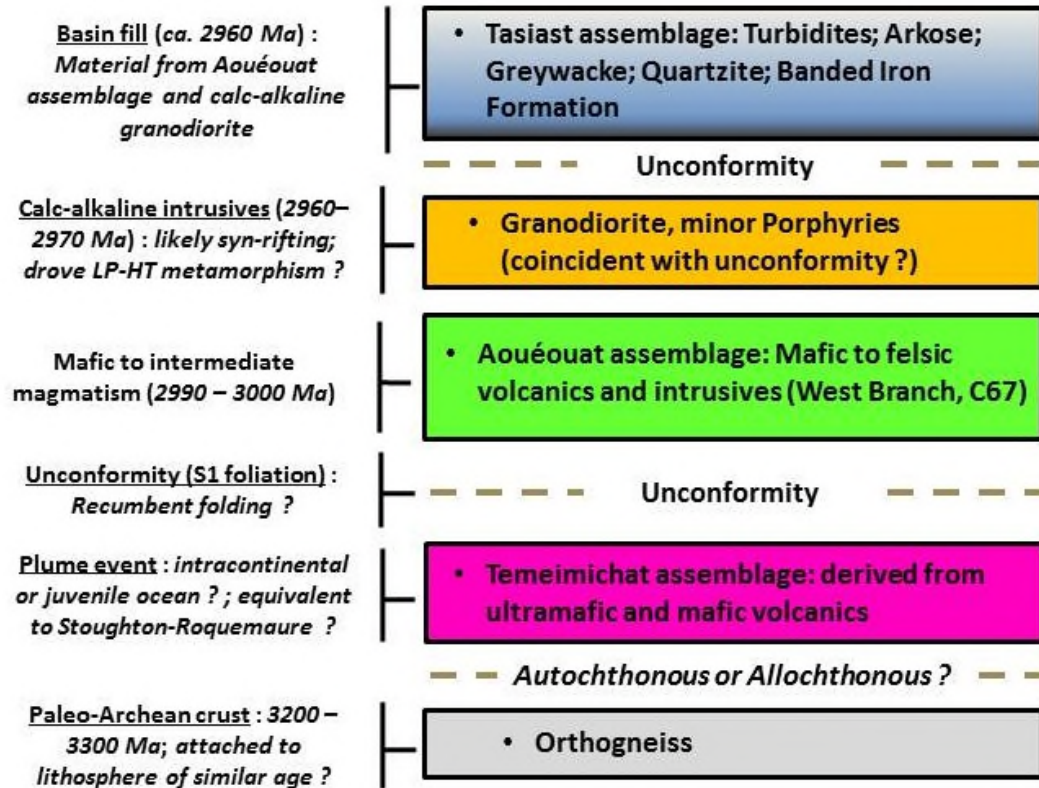 Basin fill (ca. 2960 Ma) :
Material from Aouéouat
assemblage and calc-alkaline
granodiorite
• Tasiast assemblage: Turbidites; Arkose;
Greywacke; Quartzite; Banded Iron
Formation
Unconformity
Calc-alkaline intrusives (2960–
2970 Ma) : likely syn-rifting;
drove LP-HT metamorphism ?
• Granodiorite, minor Porphyries
(coincident with unconformity ?)
Mafic to intermediate
magmatism (2990 – 3000 Ma)
• Aouéouat assemblage: Mafic to felsic
volcanics and intrusives (West Branch, C67)
Unconformity (S1 foliation) :
Recumbent folding ?
Unconformity
Plume event : intracontinental
or juvenile ocean ? ; equivalent
to Stoughton-Roquemaure ?
• Temeimichat assemblage: derived from
ultramafic and mafic volcanics
Autochthonous or Allochthonous ?
Paleo-Archean crust : 3200 –
3300 Ma; attached to
lithosphere of similar age ?
• Orthogneiss